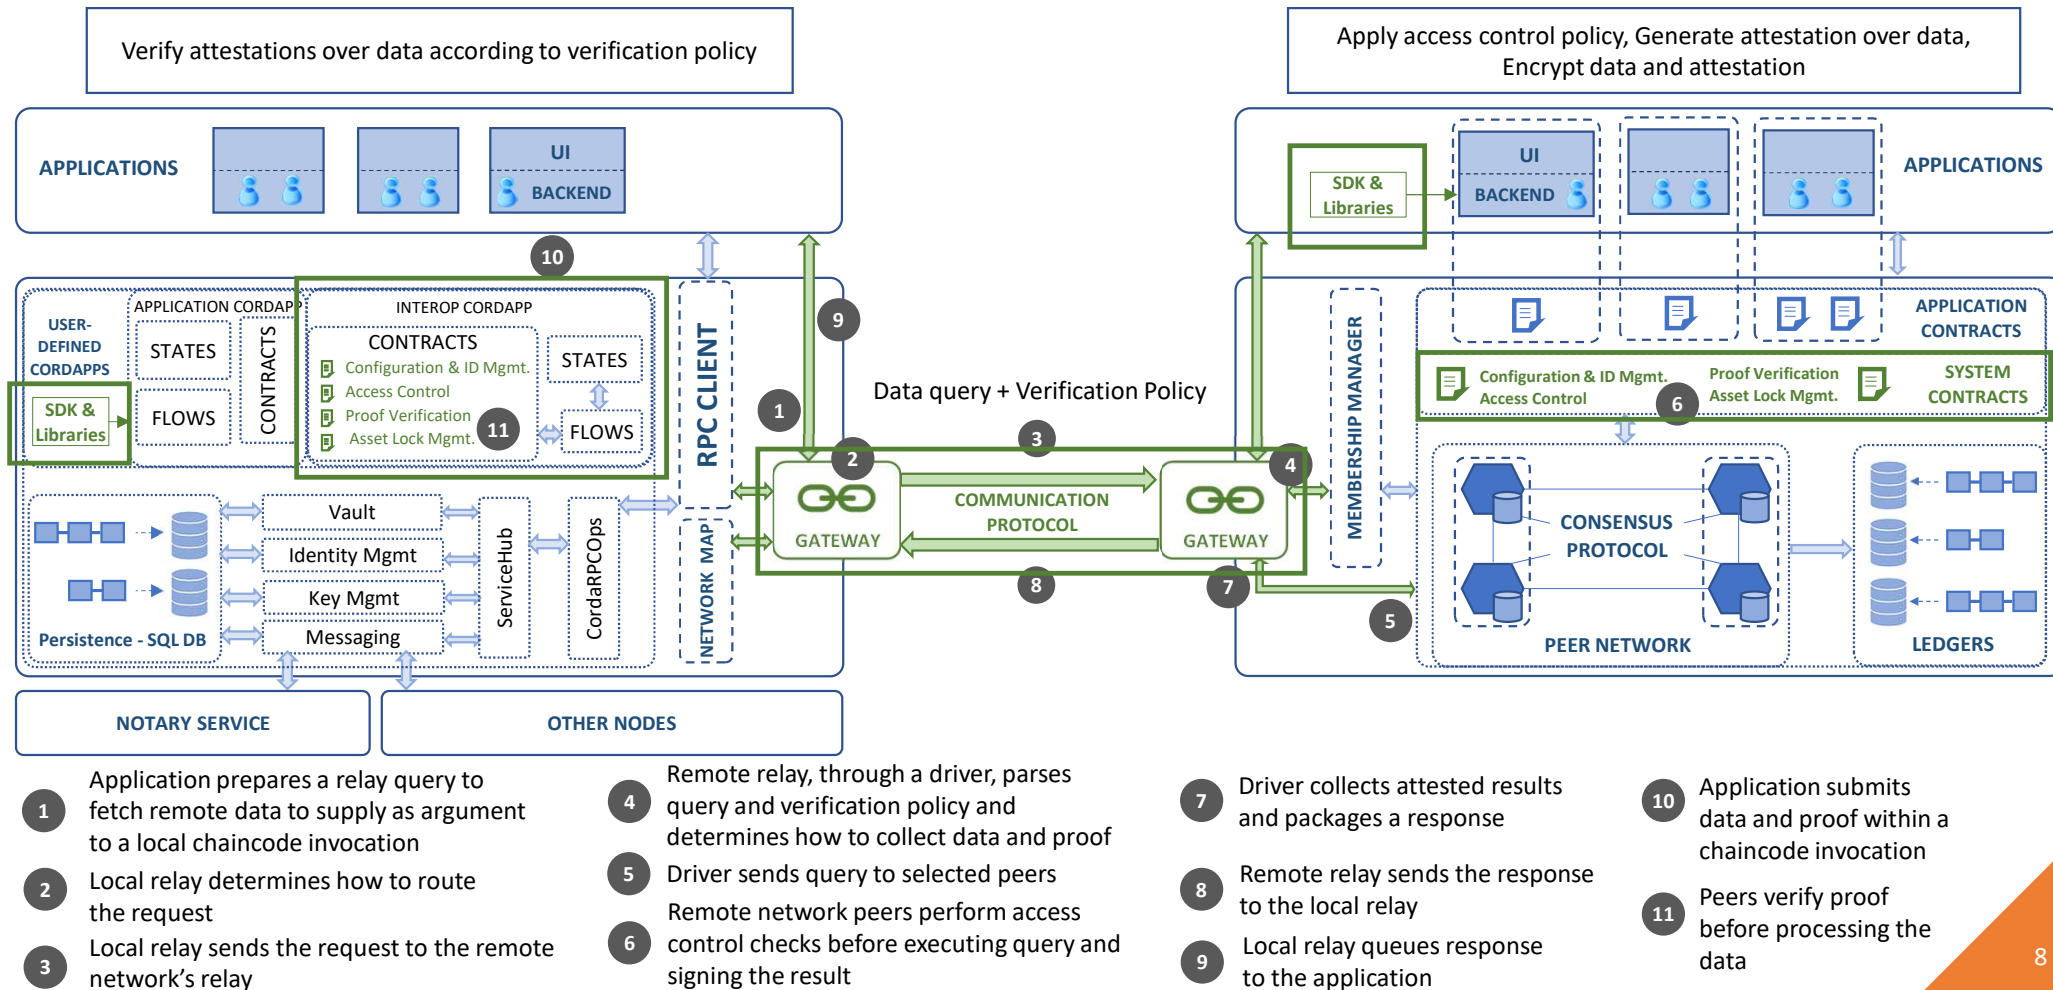 Verify attestations over data according to verification policy
Apply access control policy, Generate attestation over data,
Encrypt data and attestation
APPLICATIONS
UI
BACKEND
SDK &
Libraries
UI
BACKEND
APPLICATIONS
10
9
1
USER-
DEFINED
CORDAPPS
APPLICATION CORDAPP
STATES
FLOWS
CONTRACTS
SDK &
Libraries
INTEROP CORDAPP
CONTRACTS
Configuration & ID Mgmt.
Access Control
Proof Verification
Asset Lock Mgmt.
11
STATES
FLOWS
RPC CLIENT
NETWORK MAP
Persistence - SQL DB
Vault
Identity Mgmt
Key Mgmt
Messaging
ServiceHub
CordaRPCOps
NOTARY SERVICE
OTHER NODES
Data query + Verification Policy
3
2
4
GATEWAY
COMMUNICATION
PROTOCOL
GATEWAY
8
7
5
MEMBERSHIP MANAGER
APPLICATION
CONTRACTS
Configuration & ID Mgmt.
Access Control
Proof Verification
Asset Lock Mgmt.
SYSTEM
CONTRACTS
6
CONSENSUS
PROTOCOL
PEER NETWORK
LEDGERS
1
Application prepares a relay query to
fetch remote data to supply as argument
to a local chaincode invocation
2
Local relay determines how to route
the request
3
Local relay sends the request to the remote
network’s relay
4
Remote relay, through a driver, parses
query and verification policy and
determines how to collect data and proof
5
Driver sends query to selected peers
6
Remote network peers perform access
control checks before executing query and
signing the result
7
Driver collects attested results
and packages a response
8
Remote relay sends the response
to the local relay
9
Local relay queues response
to the application
10
Application submits
data and proof within a
chaincode invocation
11
Peers verify proof
before processing the
data
8